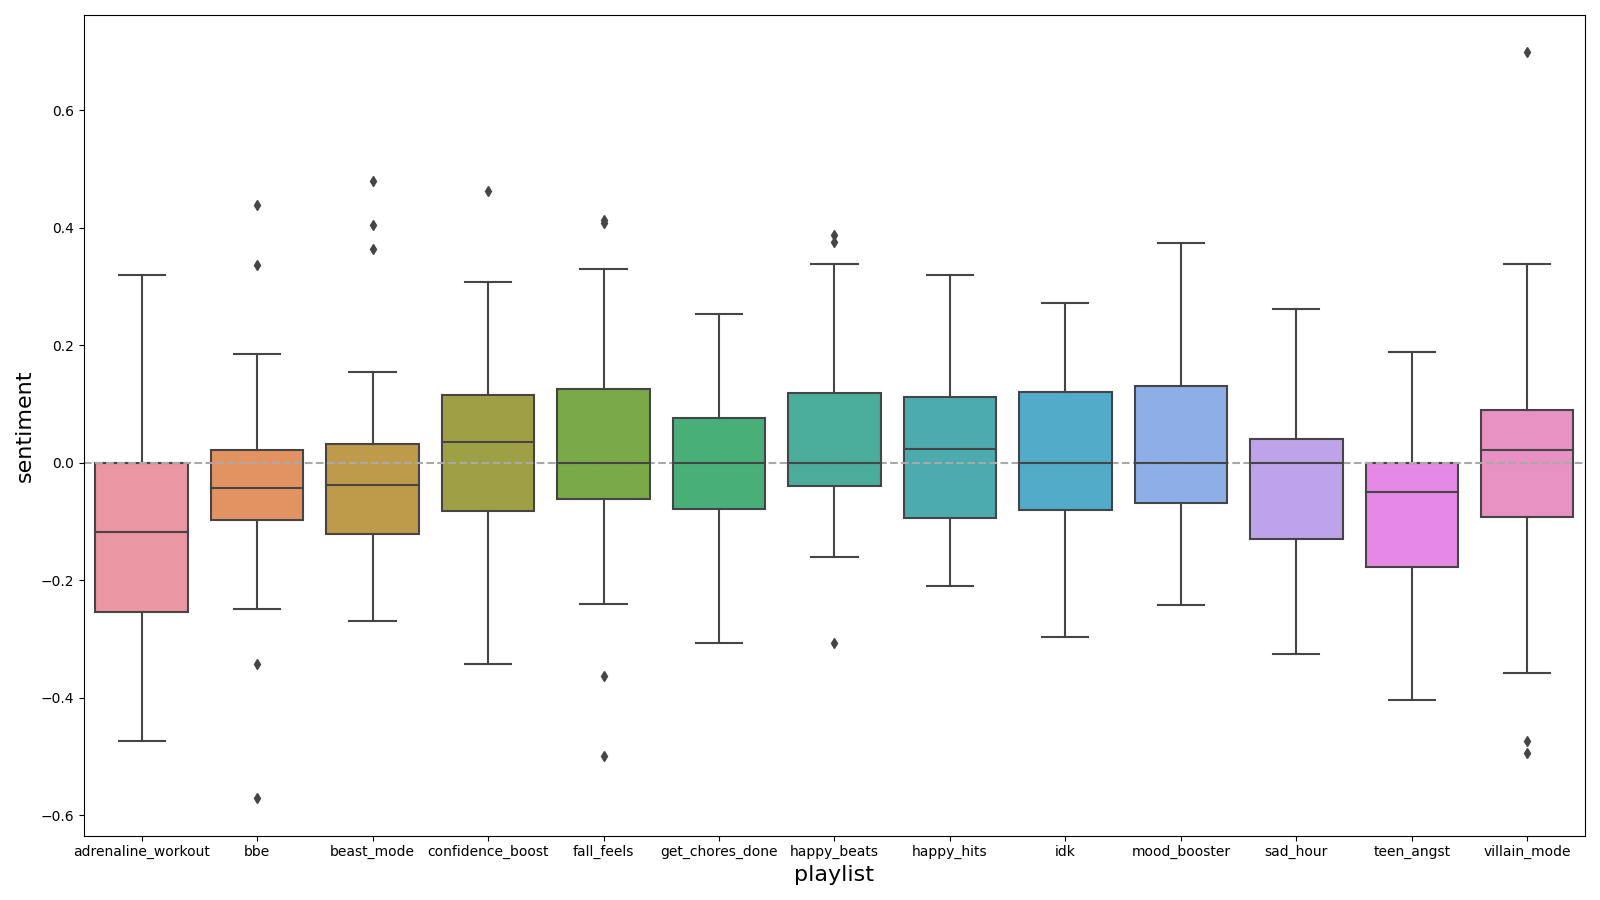 sentiment
0.6
0.4
0.2
0.0
−0.2
−0.4
−0.6
adrenaline_workout bbe beast_mode confidence_boost fall_feels get_chores_done happy_beats happy_hits idk mood_booster sad_hour teen_angst villain_mode
playlist